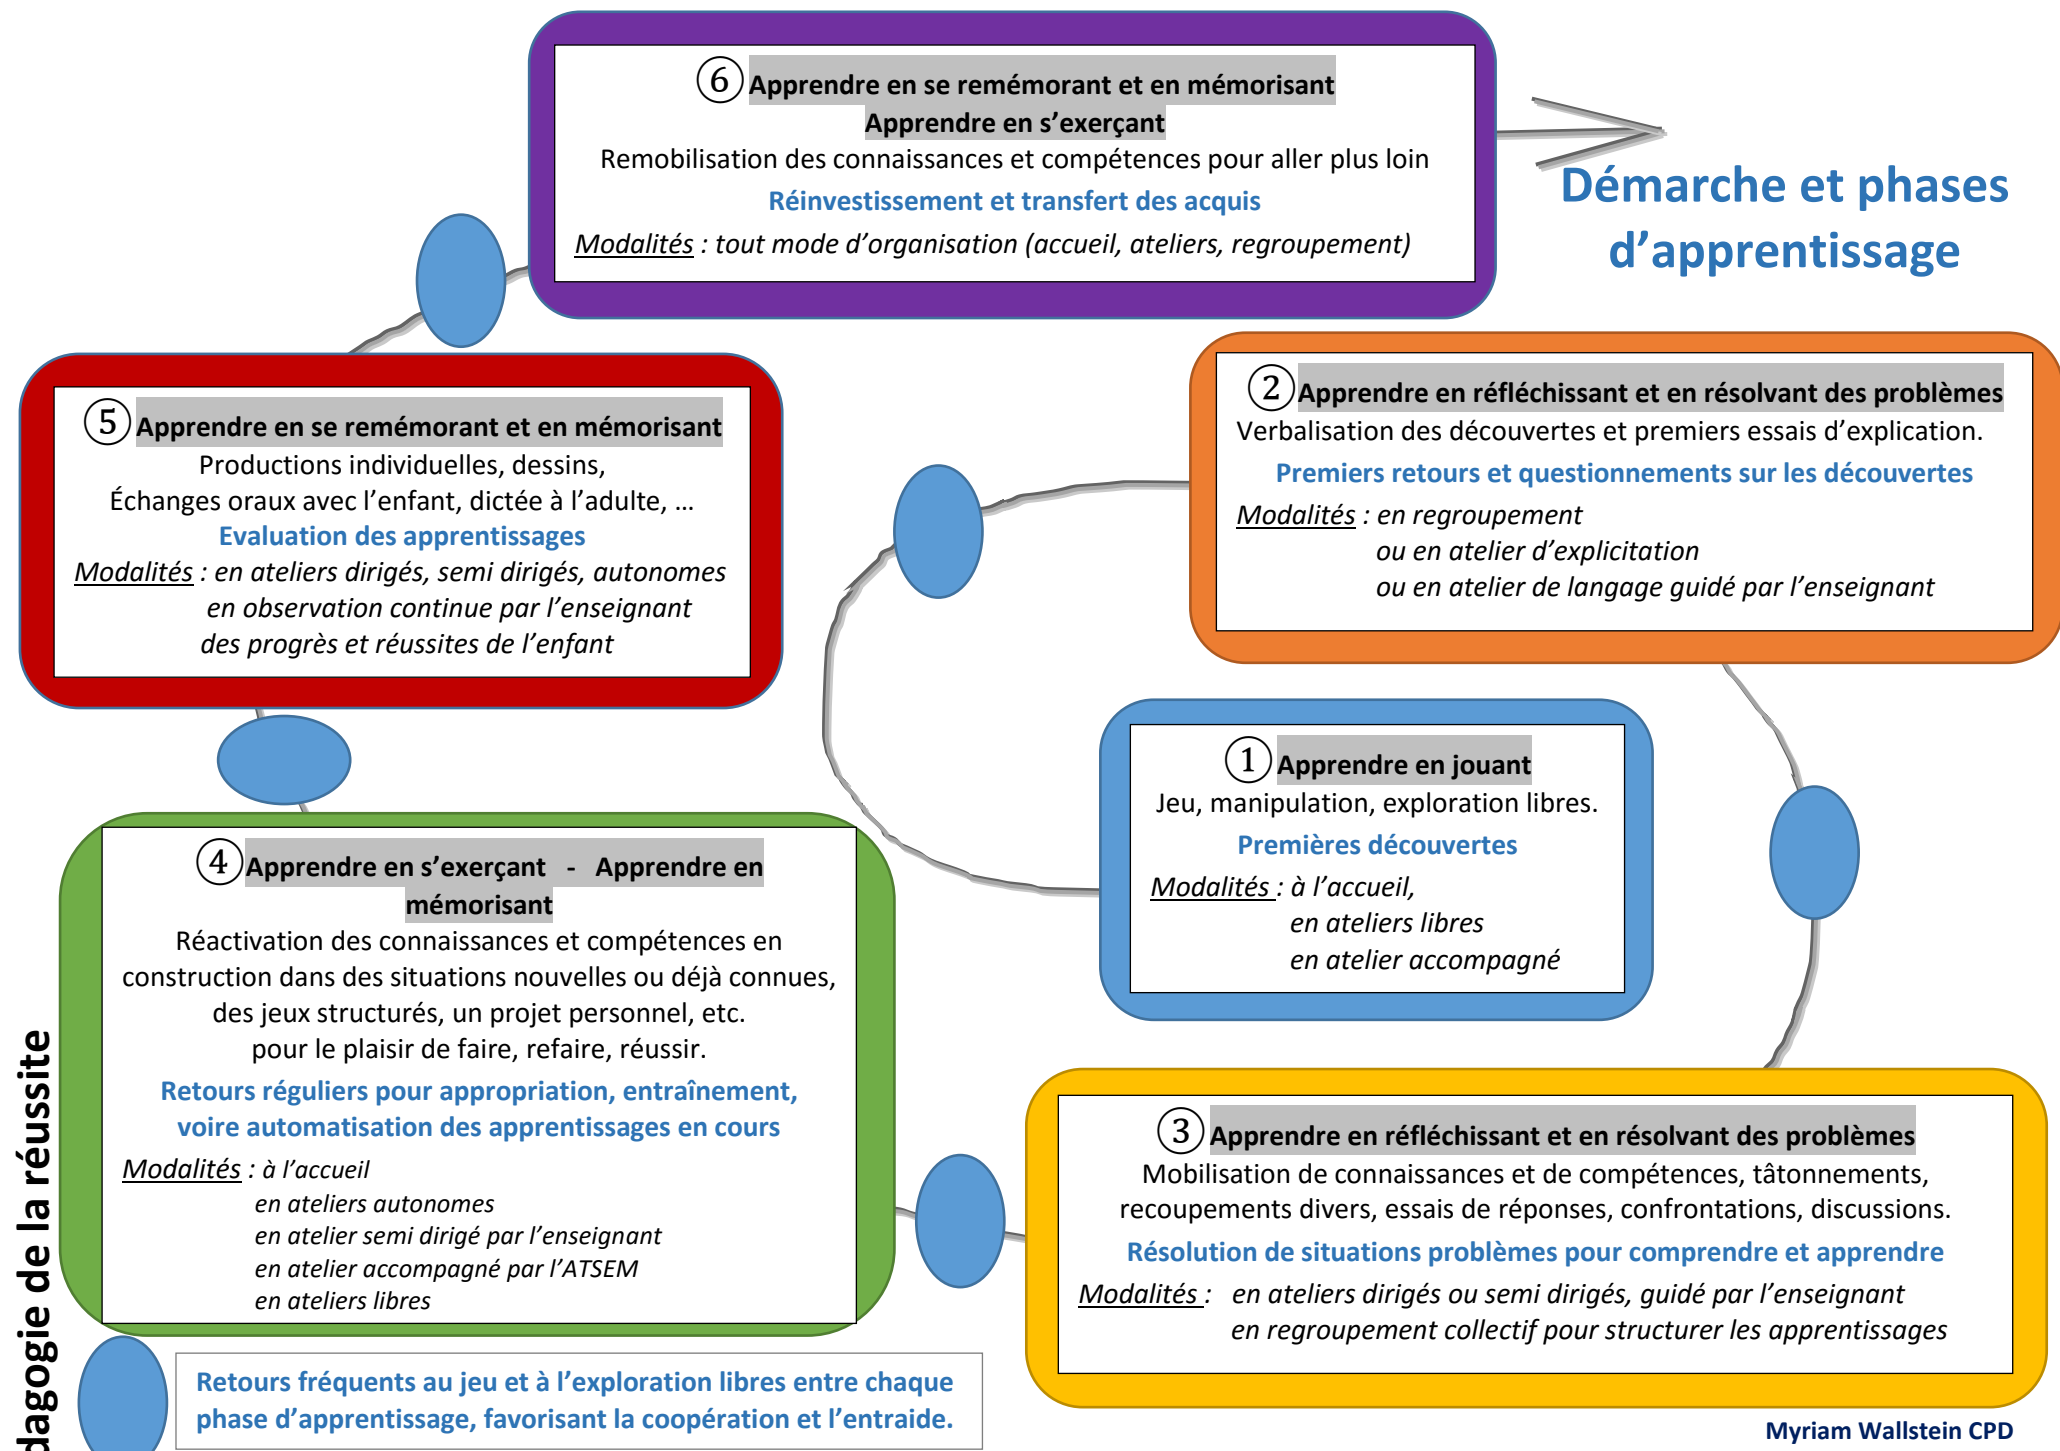 Démarche et phases
d’apprentissage
① Apprendre en jouant
Jeu, manipulation, exploration libres.
Premières découvertes
Modalités : à l’accueil,
en ateliers libres
en atelier accompagné
② Apprendre en réfléchissant et en résolvant des problèmes
Verbalisation des découvertes et premiers essais d’explication.
Premiers retours et questionnements sur les découvertes
Modalités : en regroupement
ou en atelier d’explicitation
ou en atelier de langage guidé par l’enseignant
③ Apprendre en réfléchissant et en résolvant des problèmes
Mobilisation de connaissances et de compétences, tâtonnements,
recoupements divers, essais de réponses, confrontations, discussions.
Résolution de situations problèmes pour comprendre et apprendre
Modalités : en ateliers dirigés ou semi dirigés, guidé par l’enseignant
en regroupement collectif pour structurer les apprentissages
④ Apprendre en s’exerçant - Apprendre en
mémorisant
Réactivation des connaissances et compétences en
construction dans des situations nouvelles ou déjà connues,
des jeux structurés, un projet personnel, etc.
pour le plaisir de faire, refaire, réussir.
Retours réguliers pour appropriation, entraînement,
voire automatisation des apprentissages en cours
Modalités : à l’accueil
en ateliers autonomes
en atelier semi dirigé par l’enseignant
en atelier accompagné par l’ATSEM
en ateliers libres
⑤ Apprendre en se remémorant et en mémorisant
Productions individuelles, dessins,
Échanges oraux avec l’enfant, dictée à l’adulte, …
Evaluation des apprentissages
Modalités : en ateliers dirigés, semi dirigés, autonomes
en observation continue par l’enseignant
des progrès et réussites de l’enfant
⑥ Apprendre en se remémorant et en mémorisant
Apprendre en s’exerçant
Remobilisation des connaissances et compétences pour aller plus loin
Réinvestissement et transfert des acquis
Modalités : tout mode d’organisation (accueil, ateliers, regroupement)
Retours fréquents au jeu et à l’exploration libres entre chaque
phase d’apprentissage, favorisant la coopération et l’entraide.
dagogie de la réussite
Myriam Wallstein CPD